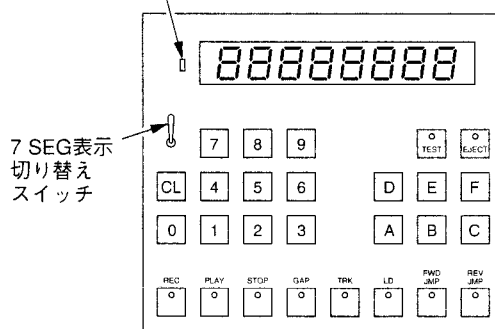 88888888
7 SEG表示
切り替え
スイッチ
7 8 9 TEST EJECT
CL 4 5 6 D E F
0 1 2 3 A B C
REC PLAY STOP GAP TRK LD FWD JMP REV JMP